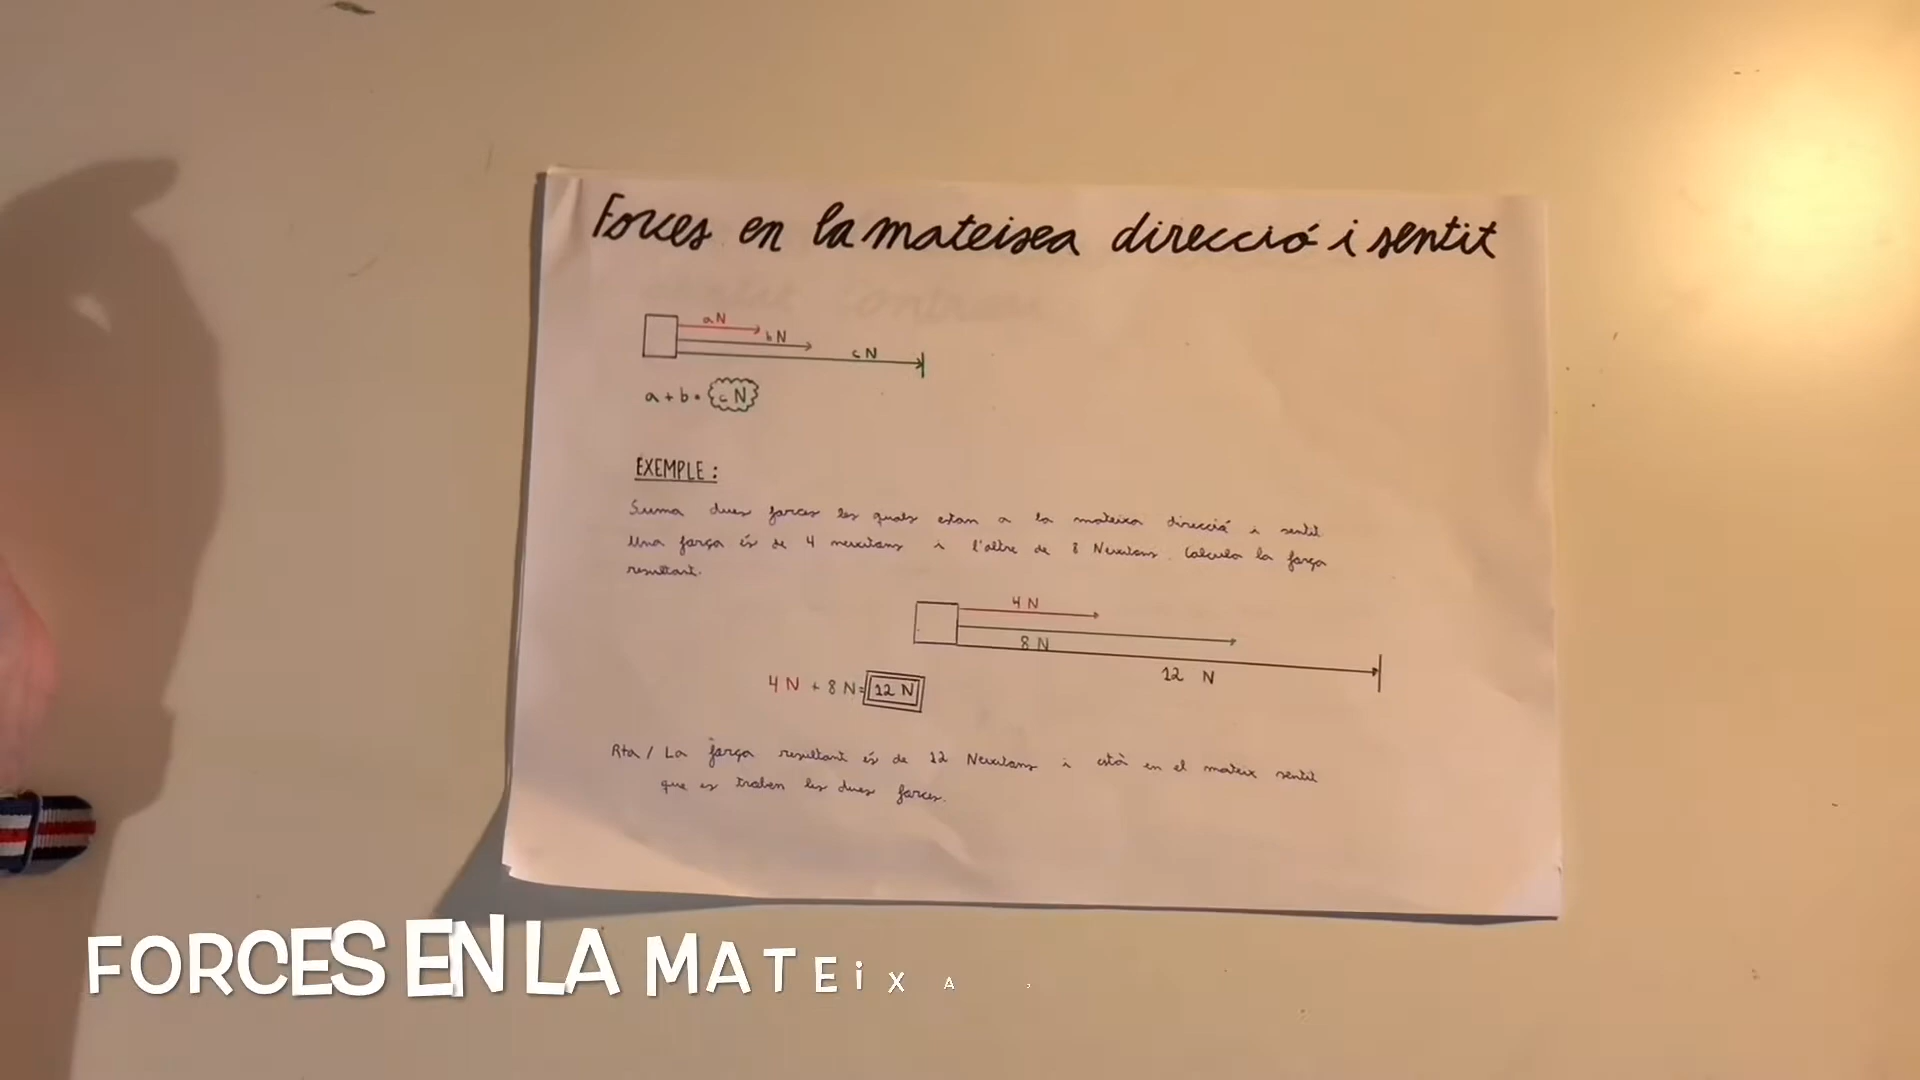 Forces en la mateixa direcció i sentit
a N
b N
c N
a + b = c N
EXEMPLE :
Suma dues forces les quals estan a la mateixa direcció i sentit
Una força és de 4 newtons i l'altre de 8 Newtons. Calcula la força
resultant.
4 N
8 N
12 N
4 N + 8 N = 12 N
Rta / La força resultant és de 12 Newtons i està en el mateix sentit
que es troben les dues forces.
FORCES EN LA MATEIXA